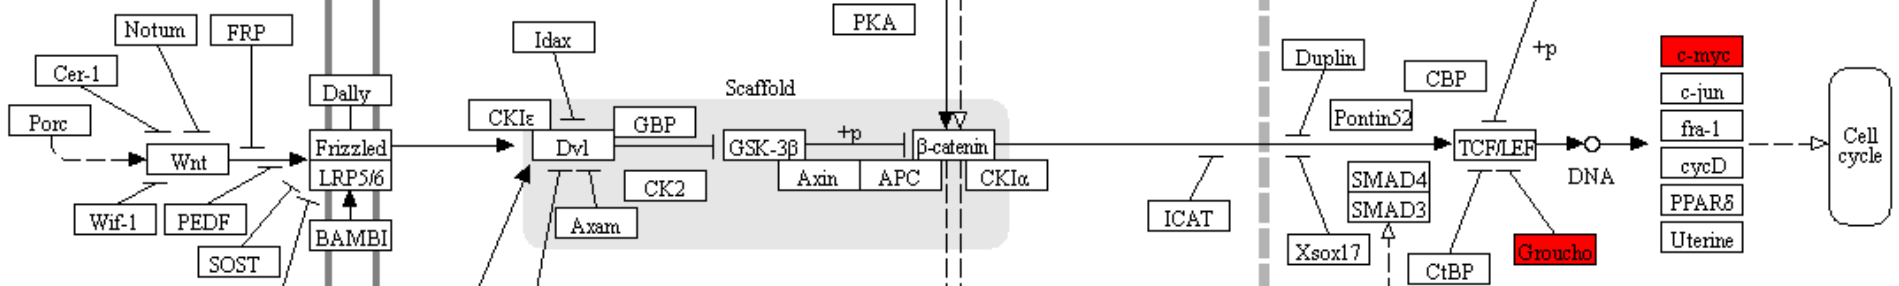 Notum
FRP
Idax
PKA
Cer-1
Duplin
+p
c-myc
CBP
Dally
Scaffold
c-jun
Porc
CKIε
GBP
Pontin52
fra-1
Wnt
Frizzled
Dvl
GSK-3β
+p
β-catenin
TCF/LEF
DNA
Cell
cycle
cycD
LRP5/6
CK2
Axin
APC
CKIα
SMAD4
SMAD3
PPARδ
Wif-1
PEDF
BAMBI
Axam
ICAT
Uterine
SOST
Xsox17
CtBP
Groucho